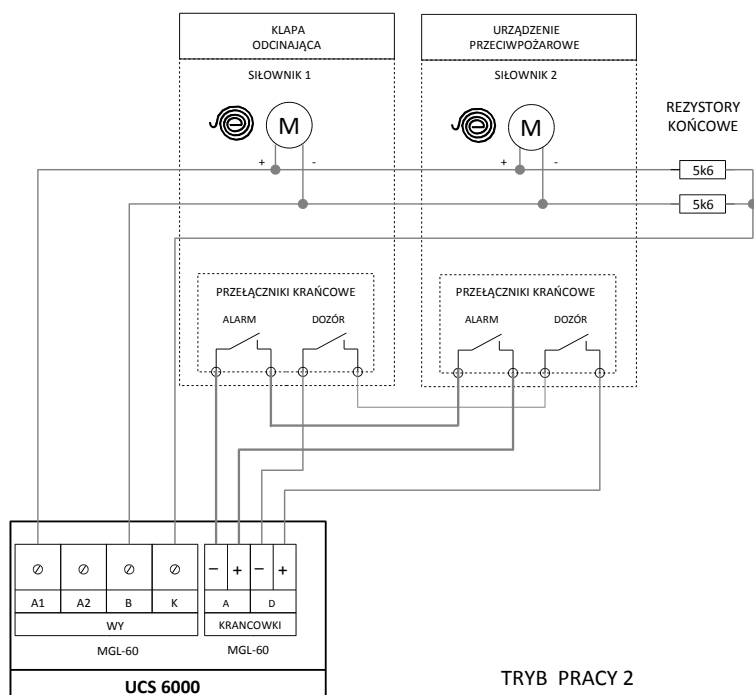 KLAPA
ODCINAJĄCA
URZĄDZENIE
PRZECIWPOŻAROWE
SIŁOWNIK 1
SIŁOWNIK 2
REZYSTORY
KOŃCOWE
M
M
+ -
+ -
5k6
5k6
PRZEŁĄCZNIKI KRAŃCOWE
PRZEŁĄCZNIKI KRAŃCOWE
ALARM DOZÓR
ALARM DOZÓR
− + − +
A1 A2 B K
A D
WY
KRANCOWKI
MGL-60
MGL-60
UCS 6000
TRYB PRACY 2